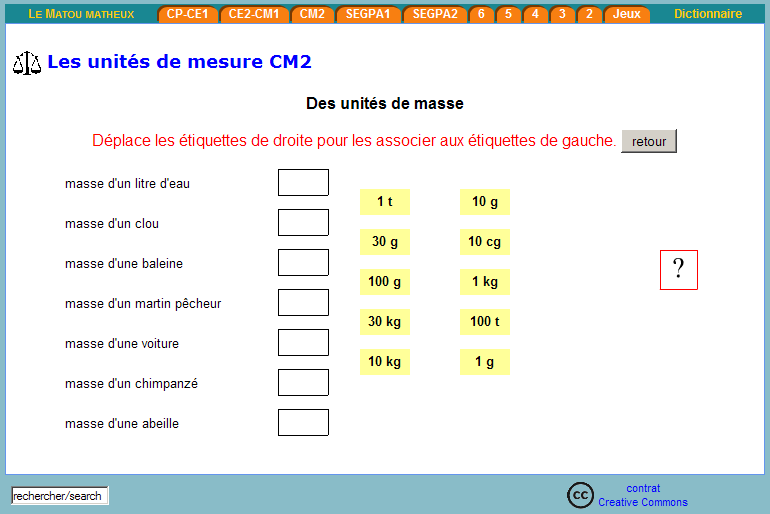 LE MATOU MATHEUX CP-CE1 CE2-CM1 CM2 SEGPA1 SEGPA2 6 5 4 3 2 Jeux Dictionnaire
Les unités de mesure CM2
Des unités de masse
Déplace les étiquettes de droite pour les associer aux étiquettes de gauche. retour
masse d'un litre d'eau
1 t 10 g
masse d'un clou
30 g 10 cg
masse d'une baleine
100 g 1 kg
?
masse d'un martin pêcheur
30 kg 100 t
masse d'une voiture
10 kg 1 g
masse d'un chimpanzé
masse d'une abeille
rechercher/search
cc
contrat
Creative Commons